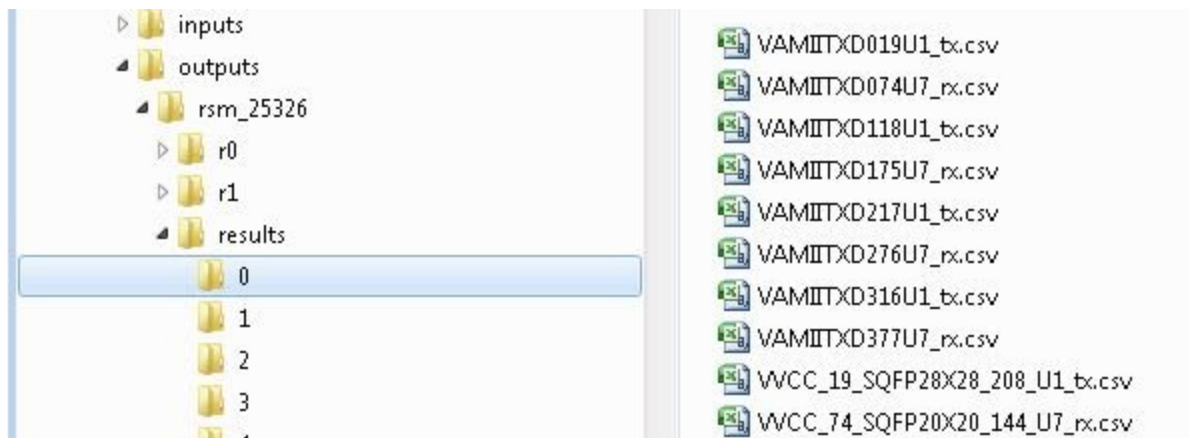 inputs
outputs
rsm_25326
r0
r1
results
0
1
2
3
VAMIITXD019U1_tx.csv
VAMIITXD074U7_rx.csv
VAMIITXD118U1_tx.csv
VAMIITXD175U7_rx.csv
VAMIITXD217U1_tx.csv
VAMIITXD276U7_rx.csv
VAMIITXD316U1_tx.csv
VAMIITXD377U7_rx.csv
VVCC_19_SQFP28X28_208_U1_tx.csv
VVCC_74_SQFP20X20_144_U7_rx.csv